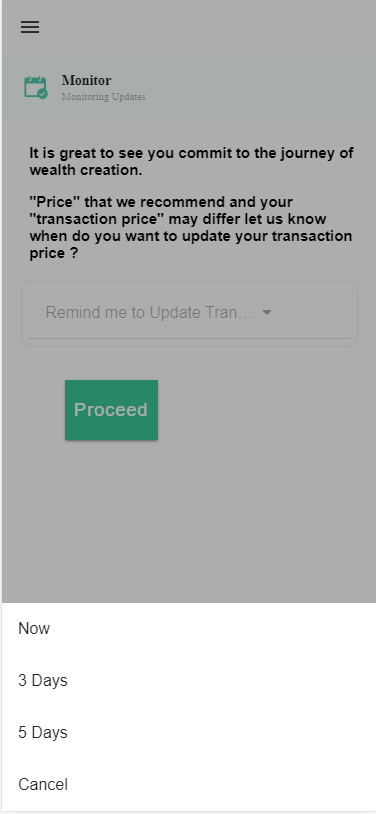 Monitor
Monitoring Updates
It is great to see you commit to the journey of
wealth creation.
"Price" that we recommend and your
"transaction price" may differ let us know
when do you want to update your transaction
price ?
Remind me to Update Tran...
Proceed
Now
3 Days
5 Days
Cancel